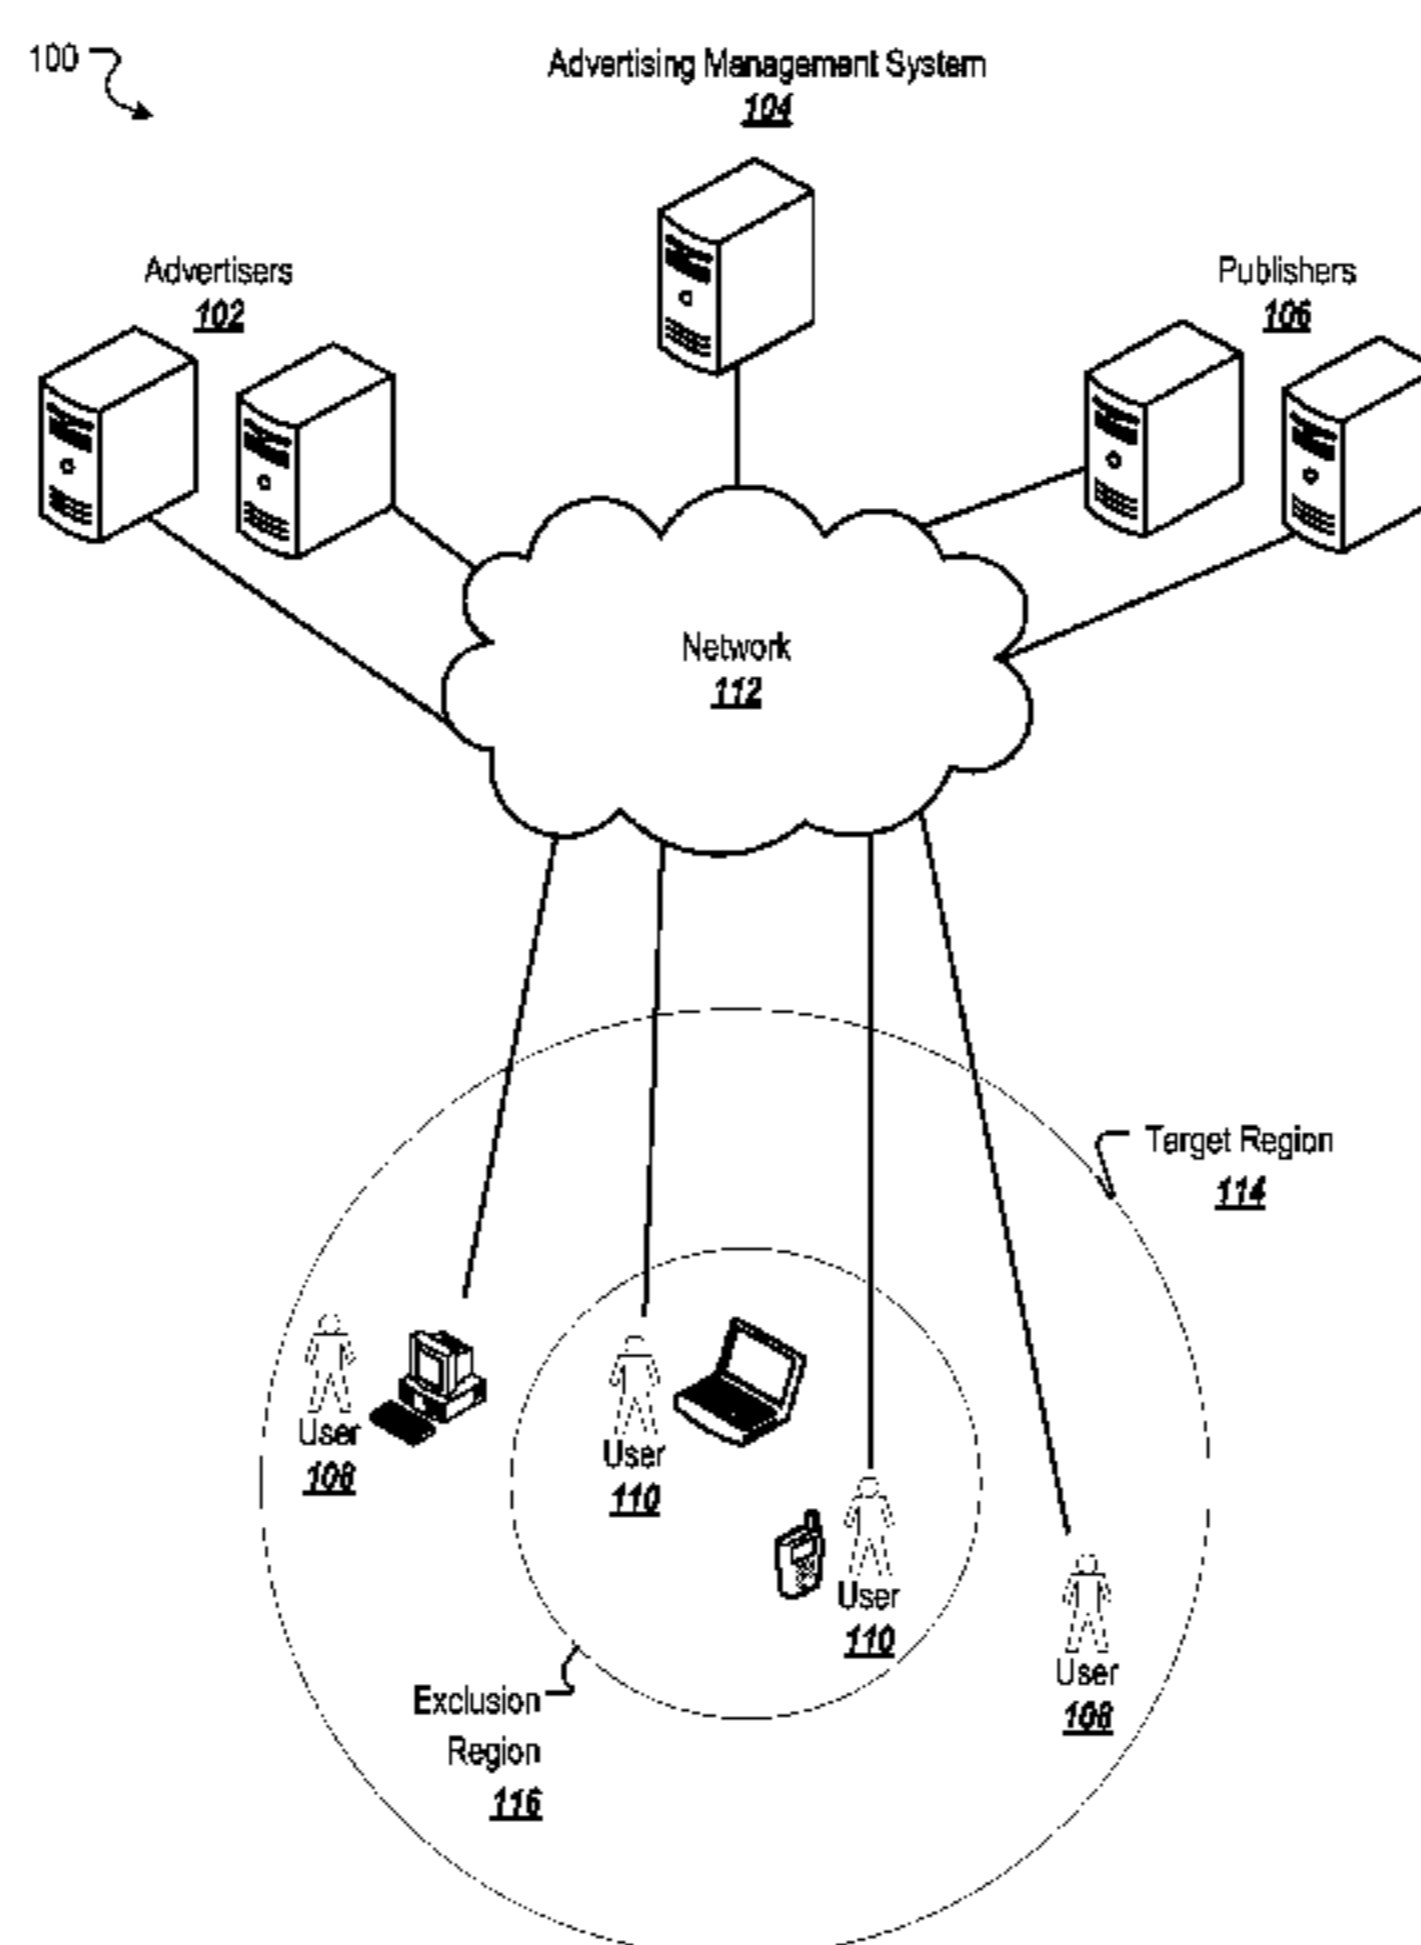 100
Advertising Management System
104
Advertisers
102
Publishers
106
Network
112
Target Region
114
User
108
User
110
User
110
User
108
Exclusion
Region
116